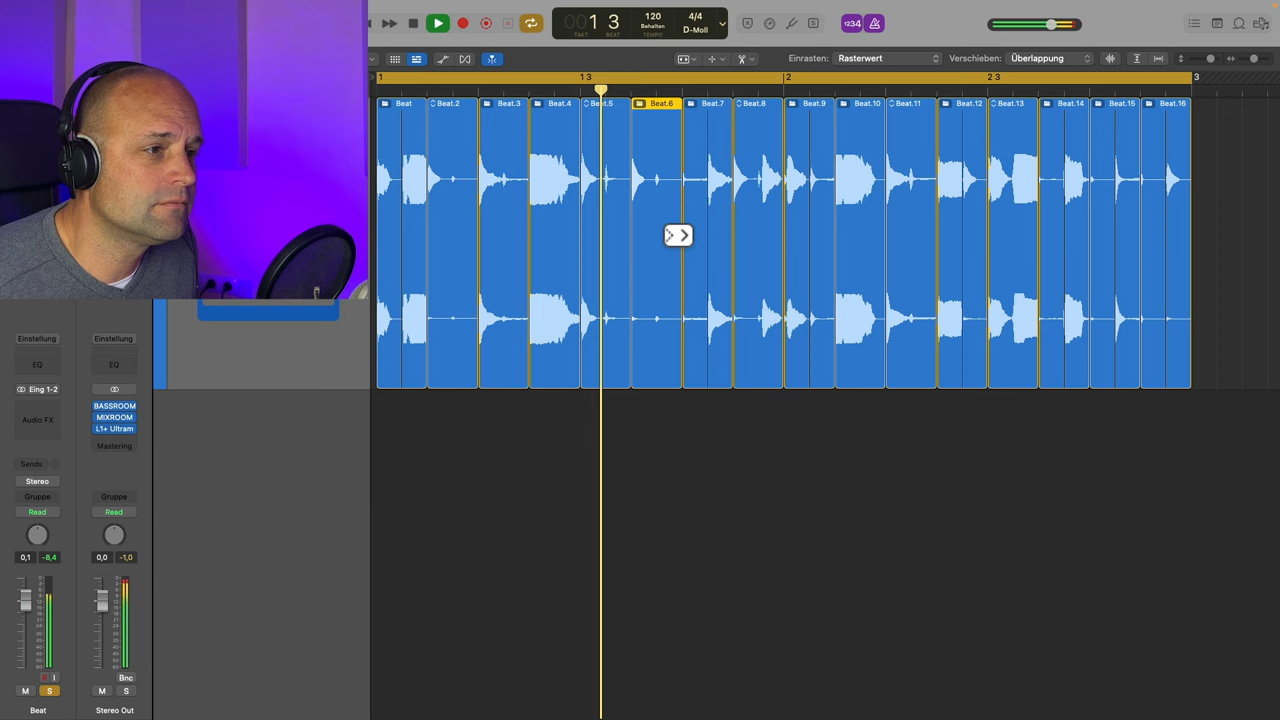 001 3
TAKT BEAT
120
Behalten
TEMPO
4/4
D-Moll
1234
Einrasten: Rasterwert
Verschieben: Überlappung
1
1 3
2
2 3
3
Beat
Beat.2
Beat.3
Beat.4
Beat.5
Beat.6
Beat.7
Beat.8
Beat.9
Beat.10
Beat.11
Beat.12
Beat.13
Beat.14
Beat.15
Beat.16
Einstellung Einstellung
EQ EQ
Eing 1-2
Audio FX
BASSROOM
MIXROOM
L1+ Ultram
Mastering
Sends
Stereo
Gruppe Gruppe
Read Read
0,1 -8,4 0,0 -1,0
I Bnc
M S M S
Beat Stereo Out